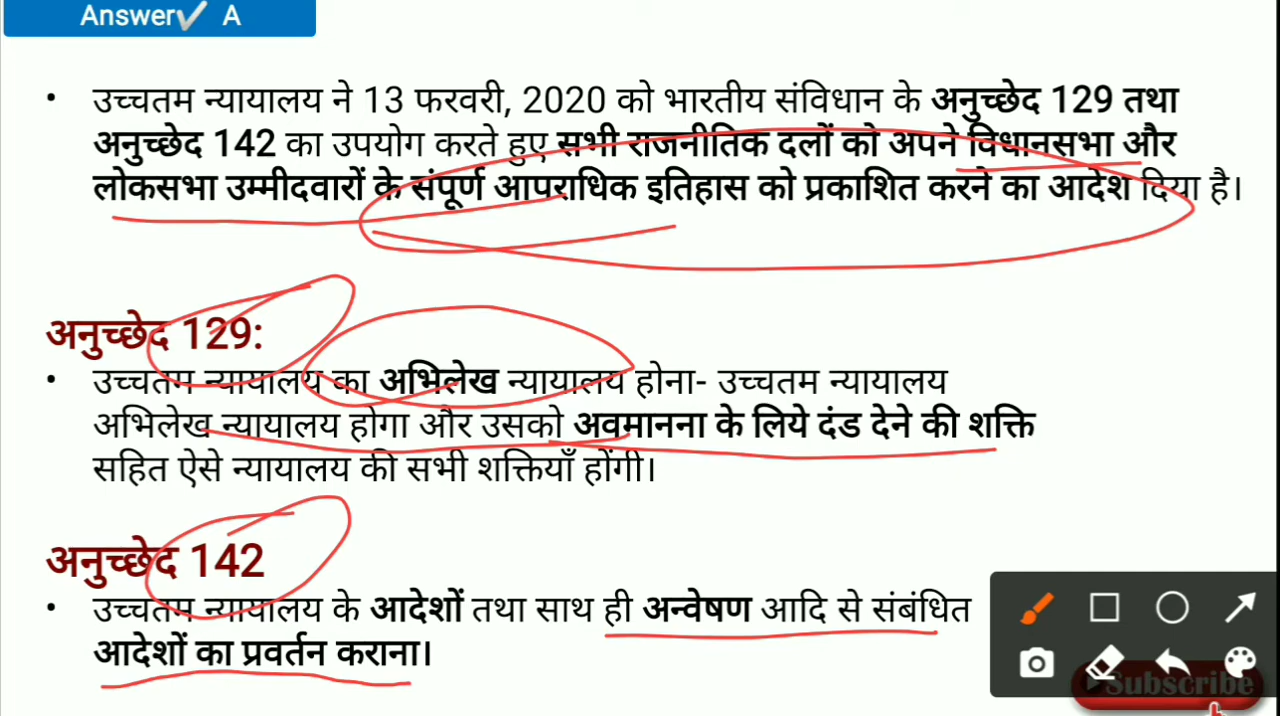 Answer✓ A
• उच्चतम न्यायालय ने 13 फरवरी, 2020 को भारतीय संविधान के अनुच्छेद 129 तथा
अनुच्छेद 142 का उपयोग करते हुए सभी राजनीतिक दलों को अपने विधानसभा और
लोकसभा उम्मीदवारों के संपूर्ण आपराधिक इतिहास को प्रकाशित करने का आदेश दिया है।
अनुच्छेद 129:
• उच्चतम न्यायालय का अभिलेख न्यायालय होना- उच्चतम न्यायालय
अभिलेख न्यायालय होगा और उसको अवमानना के लिये दंड देने की शक्ति
सहित ऐसे न्यायालय की सभी शक्तियाँ होंगी।
अनुच्छेद 142
• उच्चतम न्यायालय के आदेशों तथा साथ ही अन्वेषण आदि से संबंधित
आदेशों का प्रवर्तन कराना।
Subscribe